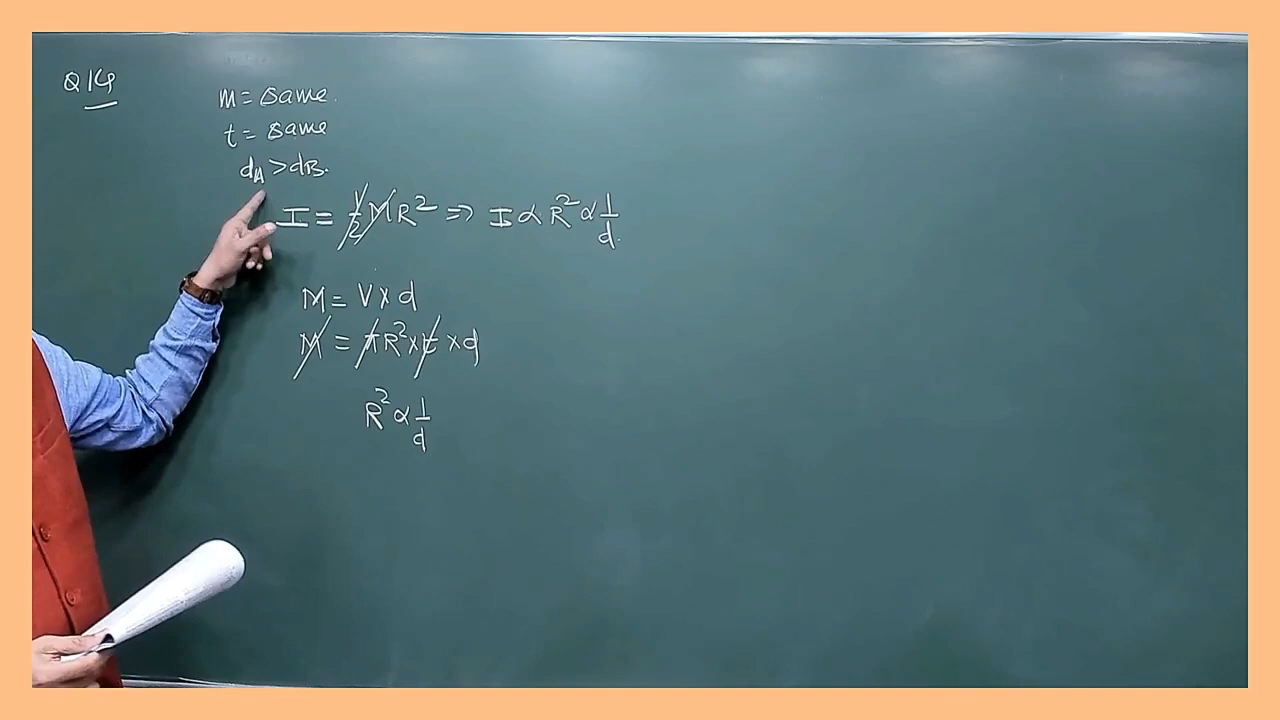 Q14
m = same.
t = same
dA > dB.
I = 1/2 MR² => I ∝ R² ∝ 1/d.
M = V × d
M = πR² × t × d
R² ∝ 1/d